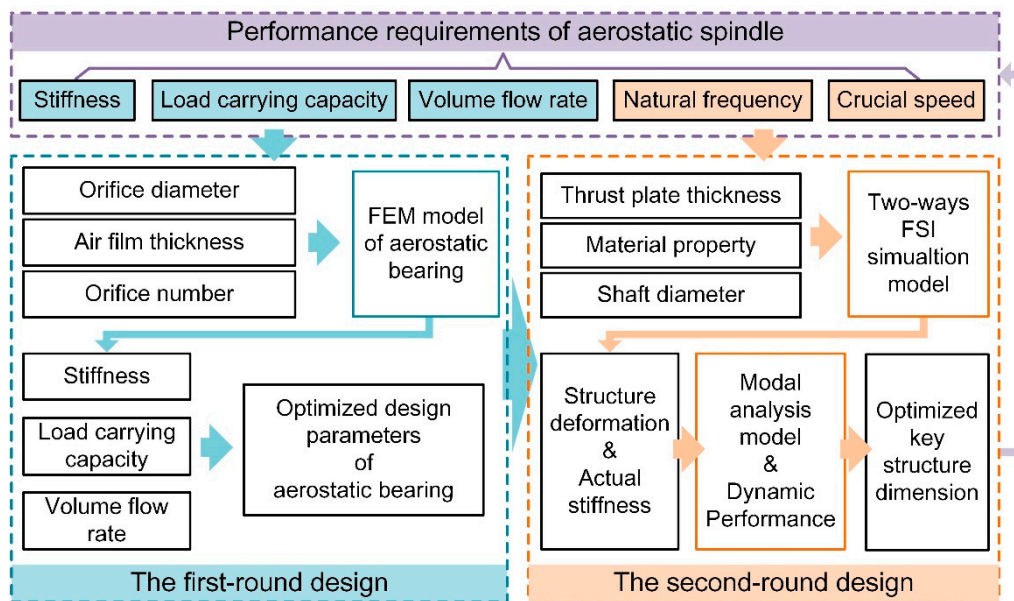 Performance requirements of aerostatic spindle
Stiffness
Load carrying capacity
Volume flow rate
Natural frequency
Crucial speed
Orifice diameter
Air film thickness
Orifice number
FEM model
of aerostatic
bearing
Stiffness
Load carrying
capacity
Volume flow
rate
Optimized design
parameters
of
aerostatic bearing
The first-round design
Thrust plate thickness
Material property
Shaft diameter
Two-ways
FSI
simualtion
model
Structure
deformation
&
Actual
stiffness
Modal
analysis
model
&
Dynamic
Performance
Optimized
key
structure
dimension
The second-round design